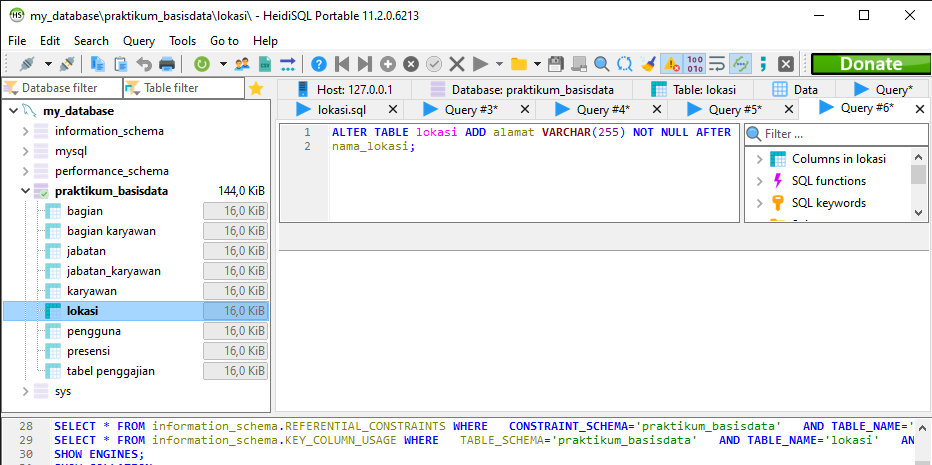 my_database\praktikum_basisdata\lokasi\ - HeidiSQL Portable 11.2.0.6213
File Edit Search Query Tools Go to Help
Donate
Database filter Table filter
my_database
information_schema
mysql
performance_schema
praktikum_basisdata 144,0 KiB
bagian 16,0 KiB
bagian karyawan 16,0 KiB
jabatan 16,0 KiB
jabatan_karyawan 16,0 KiB
karyawan 16,0 KiB
lokasi 16,0 KiB
pengguna 16,0 KiB
presensi 16,0 KiB
tabel penggajian 16,0 KiB
sys
Host: 127.0.0.1 Database: praktikum_basisdata Table: lokasi Data Query*
lokasi.sql Query #3* Query #4* Query #5* Query #6*
1 ALTER TABLE lokasi ADD alamat VARCHAR(255) NOT NULL AFTER
2 nama_lokasi;
Filter ...
Columns in lokasi
SQL functions
SQL keywords
28 SELECT * FROM information_schema.REFERENTIAL_CONSTRAINTS WHERE CONSTRAINT_SCHEMA='praktikum_basisdata' AND TABLE_NAME='
29 SELECT * FROM information_schema.KEY_COLUMN_USAGE WHERE TABLE_SCHEMA='praktikum_basisdata' AND TABLE_NAME='lokasi' AN
30 SHOW ENGINES;